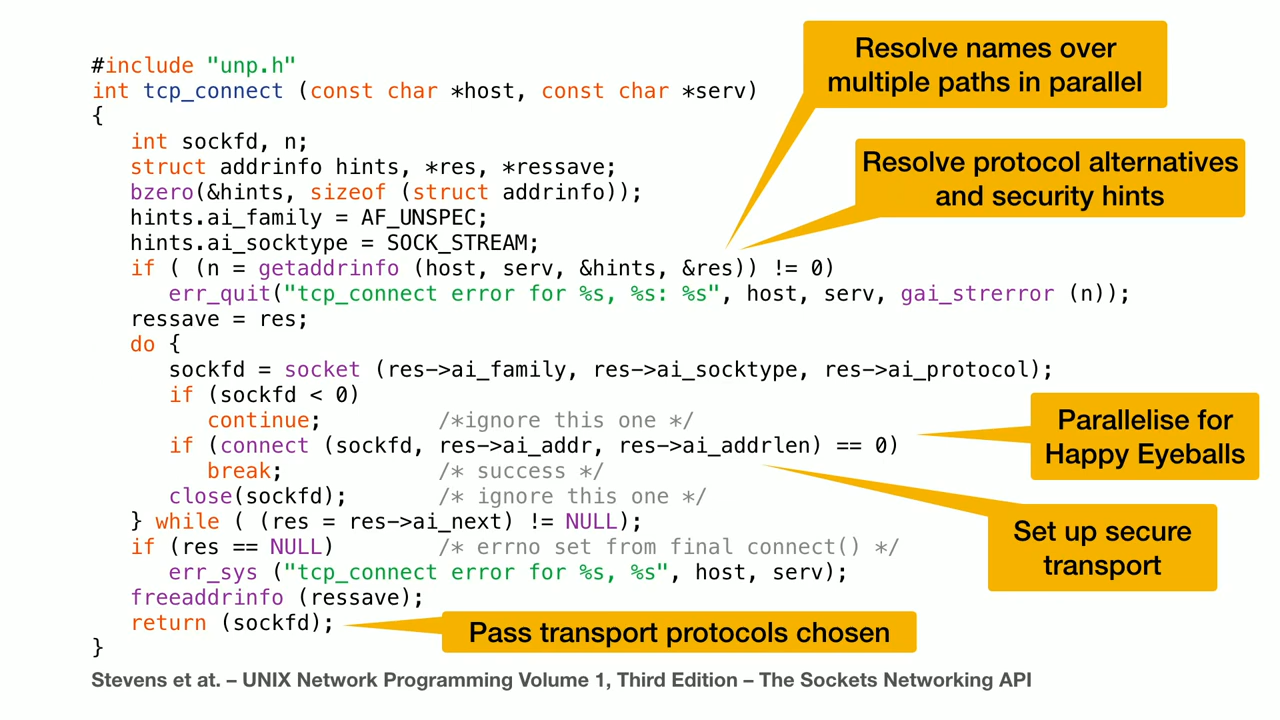 #include "unp.h"
int tcp_connect (const char *host, const char *serv)
{
   int sockfd, n;
   struct addrinfo hints, *res, *ressave;
   bzero(&hints, sizeof (struct addrinfo));
   hints.ai_family = AF_UNSPEC;
   hints.ai_socktype = SOCK_STREAM;
   if ( (n = getaddrinfo (host, serv, &hints, &res)) != 0)
      err_quit("tcp_connect error for %s, %s: %s", host, serv, gai_strerror (n));
   ressave = res;
   do {
      sockfd = socket (res->ai_family, res->ai_socktype, res->ai_protocol);
      if (sockfd < 0)
         continue;         /*ignore this one */
      if (connect (sockfd, res->ai_addr, res->ai_addrlen) == 0)
         break;            /* success */
      close(sockfd);       /* ignore this one */
   } while ( (res = res->ai_next) != NULL);
   if (res == NULL)        /* errno set from final connect() */
      err_sys ("tcp_connect error for %s, %s", host, serv);
   freeaddrinfo (ressave);
   return (sockfd);
}
Resolve names over
multiple paths in parallel
Resolve protocol alternatives
and security hints
Parallelise for
Happy Eyeballs
Set up secure
transport
Pass transport protocols chosen
Stevens et at. – UNIX Network Programming Volume 1, Third Edition – The Sockets Networking API